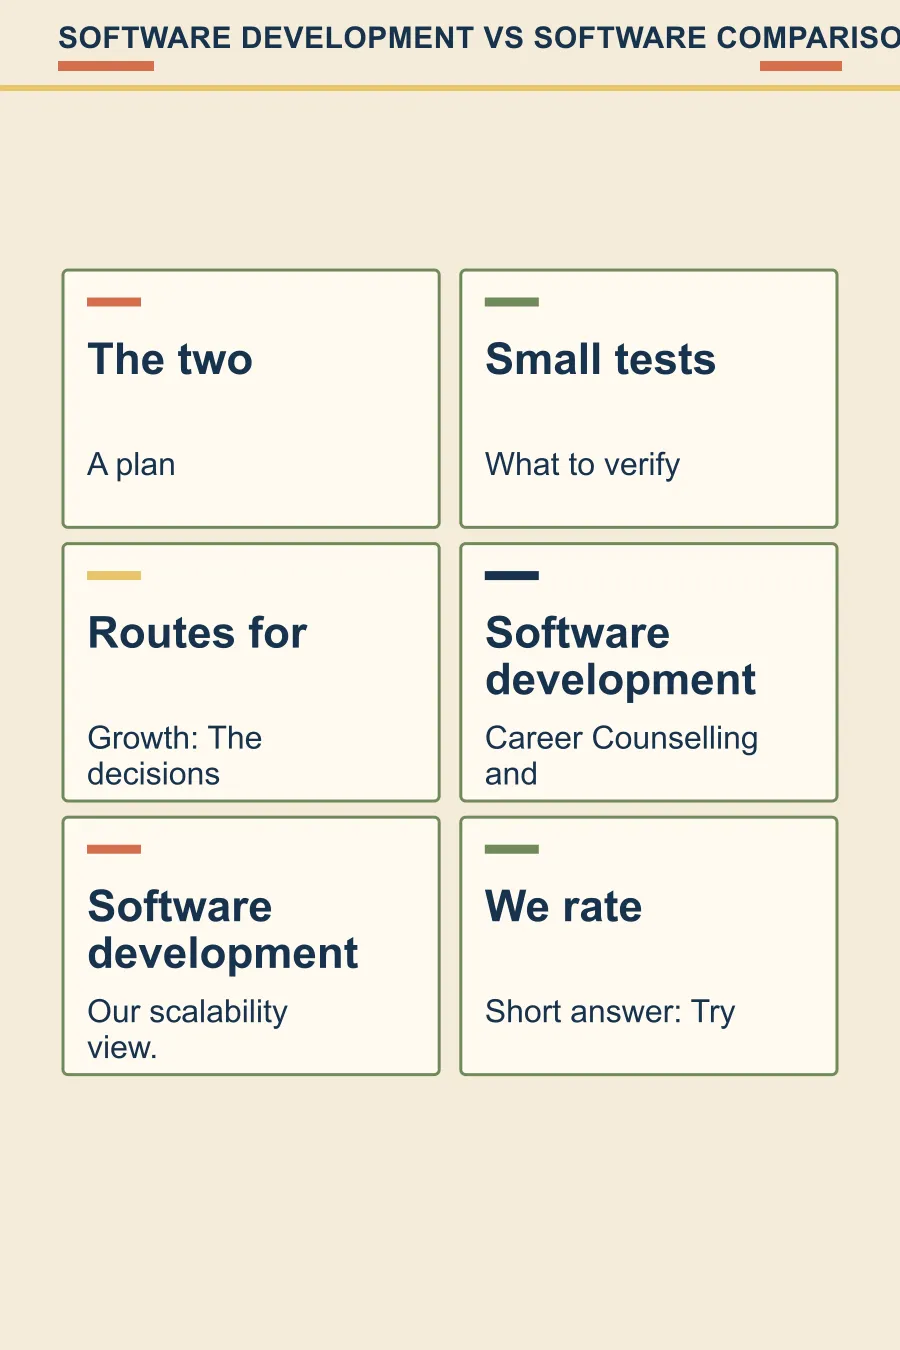 SOFTWARE DEVELOPMENT VS SOFTWARE COMPARISO
The two
A plan
Small tests
What to verify
Routes for
Growth: The
decisions
Software
development
Career Counselling
and
Software
development
Our scalability
view.
We rate
Short answer: Try